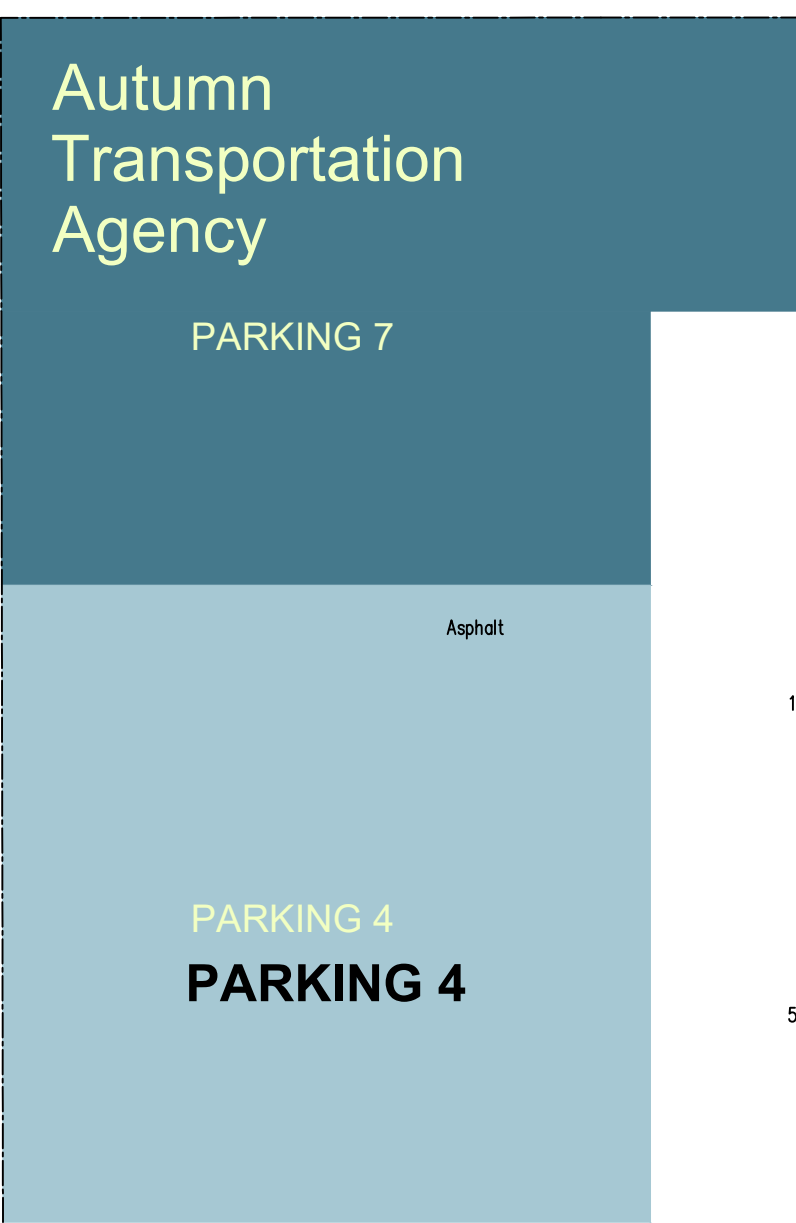 Autumn
Transportation
Agency
PARKING 7
Asphalt
1
PARKING 4
PARKING 4
5